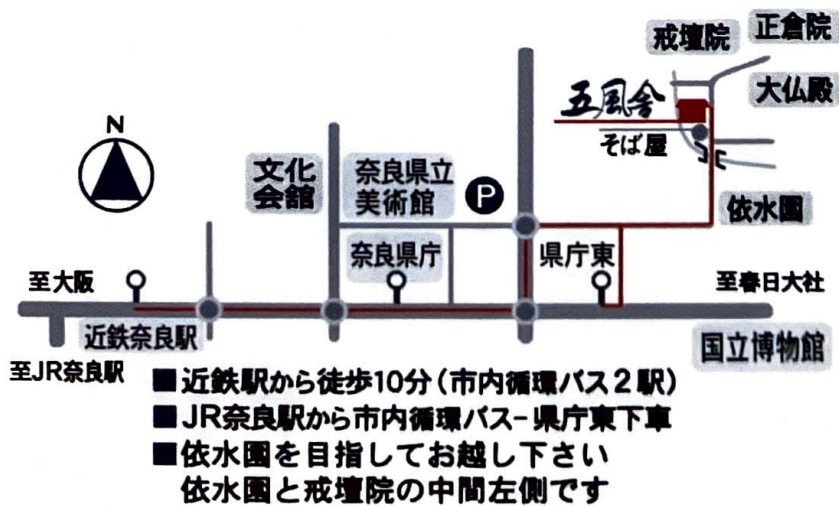 戒壇院
正倉院
大仏殿
五風舎
そば屋
N
文化
会館
奈良県立
美術館
P
依水園
奈良県庁
県庁東
至大阪
至春日大社
近鉄奈良駅
国立博物館
至JR奈良駅
■近鉄駅から徒歩10分(市内循環バス2駅)
■JR奈良駅から市内循環バス-県庁東下車
■依水園を目指してお越し下さい
依水園と戒壇院の中間左側です